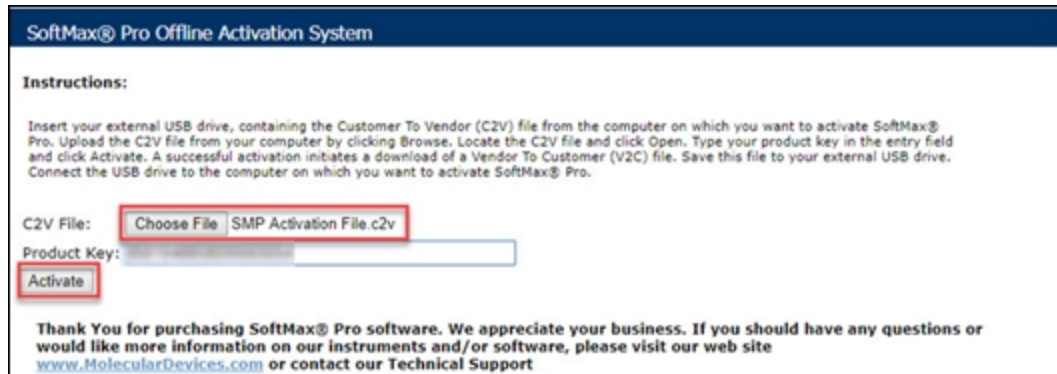 SoftMax® Pro Offline Activation System
Instructions:
Insert your external USB drive, containing the Customer To Vendor (C2V) file from the computer on which you want to activate SoftMax®
Pro. Upload the C2V file from your computer by clicking Browse. Locate the C2V file and click Open. Type your product key in the entry field
and click Activate. A successful activation initiates a download of a Vendor To Customer (V2C) file. Save this file to your external USB drive.
Connect the USB drive to the computer on which you want to activate SoftMax® Pro.
C2V File: Choose File SMP Activation File.c2v
Product Key:
Activate
Thank You for purchasing SoftMax® Pro software. We appreciate your business. If you should have any questions or
would like more information on our instruments and/or software, please visit our web site
www.MolecularDevices.com or contact our Technical Support